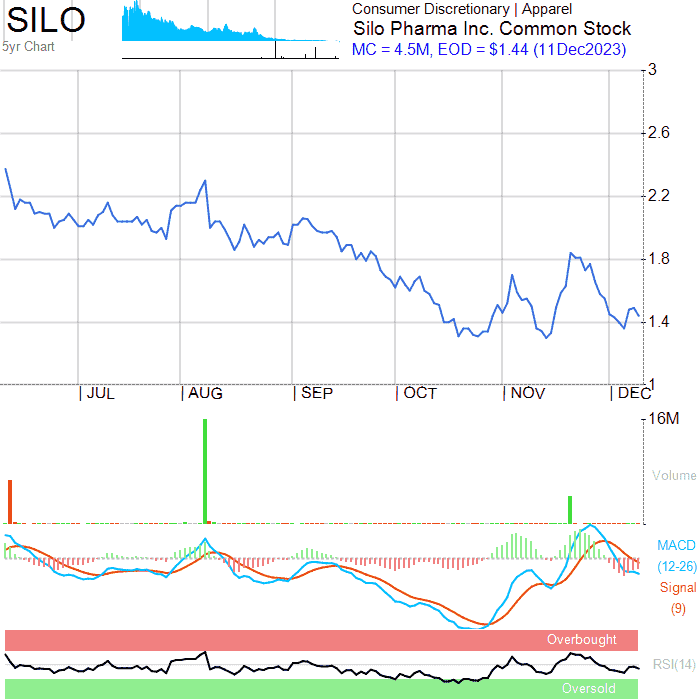 SILO
5yr Chart
Consumer Discretionary | Apparel
Silo Pharma Inc. Common Stock
MC = 4.5M, EOD = $1.44 (11Dec2023)
3
2.6
2.2
1.8
1.4
1
| JUL | AUG | SEP | OCT | NOV | DEC
16M
Volume
MACD
(12-26)
Signal
(9)
Overbought
RSI(14)
Oversold